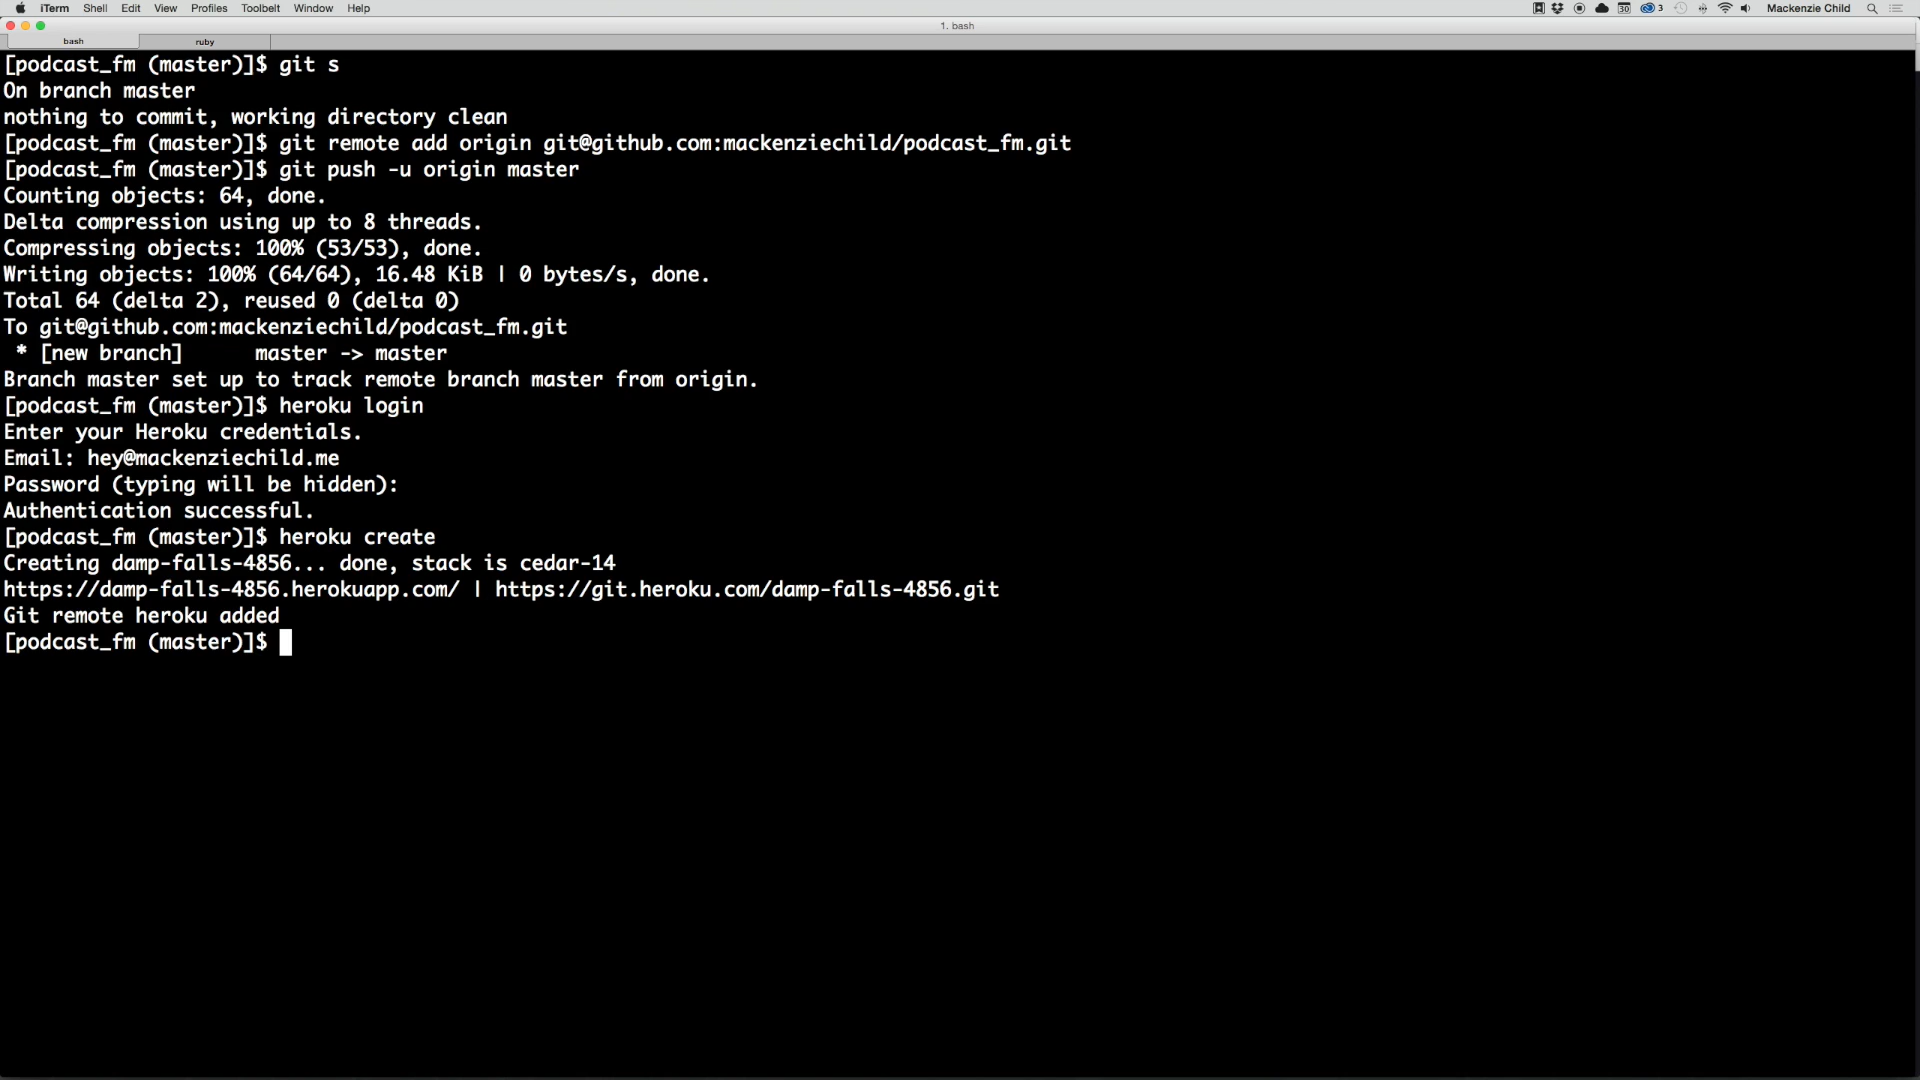 iTerm Shell Edit View Profiles Toolbelt Window Help 30 3 Mackenzie Child
1. bash
bash ruby
[podcast_fm (master)]$ git s
On branch master
nothing to commit, working directory clean
[podcast_fm (master)]$ git remote add origin git@github.com:mackenziechild/podcast_fm.git
[podcast_fm (master)]$ git push -u origin master
Counting objects: 64, done.
Delta compression using up to 8 threads.
Compressing objects: 100% (53/53), done.
Writing objects: 100% (64/64), 16.48 KiB | 0 bytes/s, done.
Total 64 (delta 2), reused 0 (delta 0)
To git@github.com:mackenziechild/podcast_fm.git
 * [new branch]      master -> master
Branch master set up to track remote branch master from origin.
[podcast_fm (master)]$ heroku login
Enter your Heroku credentials.
Email: hey@mackenziechild.me
Password (typing will be hidden):
Authentication successful.
[podcast_fm (master)]$ heroku create
Creating damp-falls-4856... done, stack is cedar-14
https://damp-falls-4856.herokuapp.com/ | https://git.heroku.com/damp-falls-4856.git
Git remote heroku added
[podcast_fm (master)]$